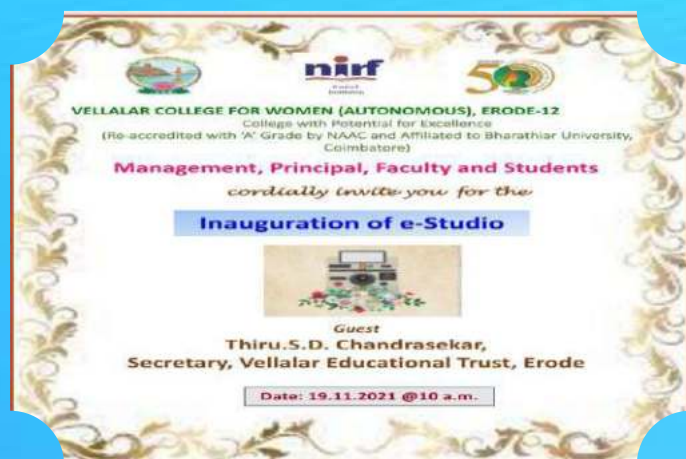 nirf
50
VELLALAR COLLEGE FOR WOMEN (AUTONOMOUS), ERODE-12
College with Potential for Excellence
(Re-accredited with 'A' Grade by NAAC and Affiliated to Bharathiar University,
Coimbatore)
Management, Principal, Faculty and Students
cordially invite you for the
Inauguration of e-Studio
Guest
Thiru.S.D. Chandrasekar,
Secretary, Vellalar Educational Trust, Erode
Date: 19.11.2021 @10 a.m.